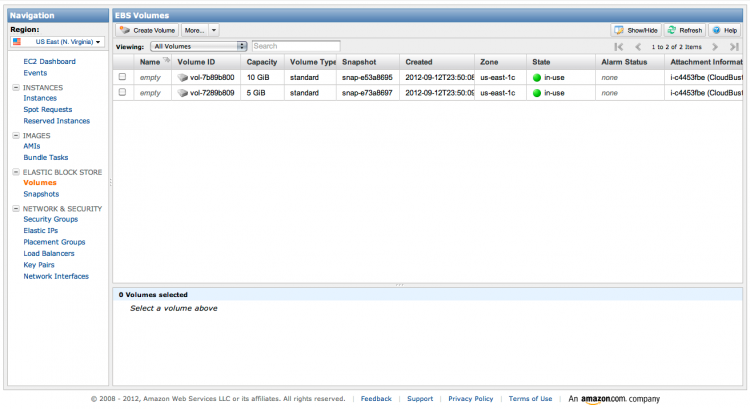 Navigation
Region:
US East (N. Virginia)
EC2 Dashboard
Events
INSTANCES
Instances
Spot Requests
Reserved Instances
IMAGES
AMIs
Bundle Tasks
ELASTIC BLOCK STORE
Volumes
Snapshots
NETWORK & SECURITY
Security Groups
Elastic IPs
Placement Groups
Load Balancers
Key Pairs
Network Interfaces
EBS Volumes
Create Volume More... Show/Hide Refresh Help
Viewing: All Volumes Search 1 to 2 of 2 Items
Name Volume ID Capacity Volume Type Snapshot Created Zone State Alarm Status Attachment Informat
empty vol-7b89b800 10 GiB standard snap-e53a8695 2012-09-12T23:50:08 us-east-1c in-use none i-c4453fbe (CloudBust
empty vol-7289b809 5 GiB standard snap-e73a8697 2012-09-12T23:50:09 us-east-1c in-use none i-c4453fbe (CloudBust
0 Volumes selected
Select a volume above
© 2008 - 2012, Amazon Web Services LLC or its affiliates. All rights reserved. | Feedback | Support | Privacy Policy | Terms of Use | An amazon.com. company